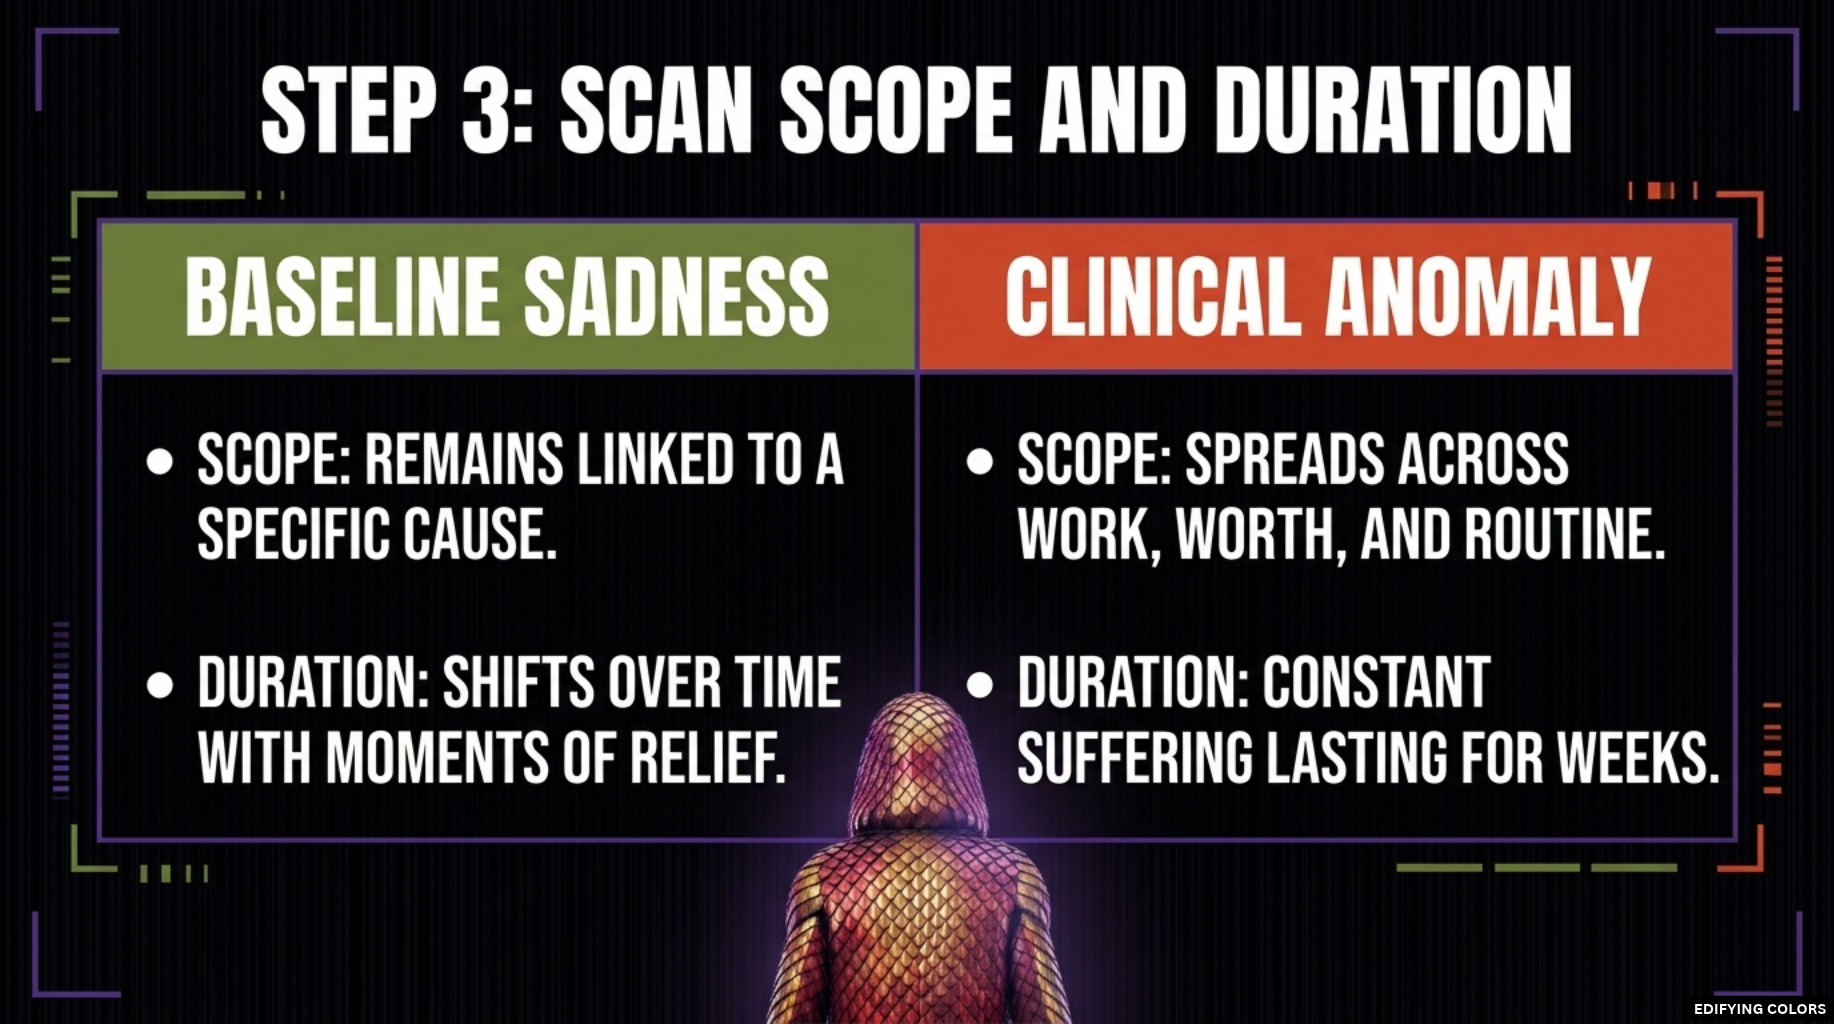 STEP 3: SCAN SCOPE AND DURATION
BASELINE SADNESS
• SCOPE: REMAINS LINKED TO A
SPECIFIC CAUSE.
• DURATION: SHIFTS OVER TIME
WITH MOMENTS OF RELIEF.
CLINICAL ANOMALY
• SCOPE: SPREADS ACROSS
WORK, WORTH, AND ROUTINE.
• DURATION: CONSTANT
SUFFERING LASTING FOR WEEKS.
EDIFYING COLORS